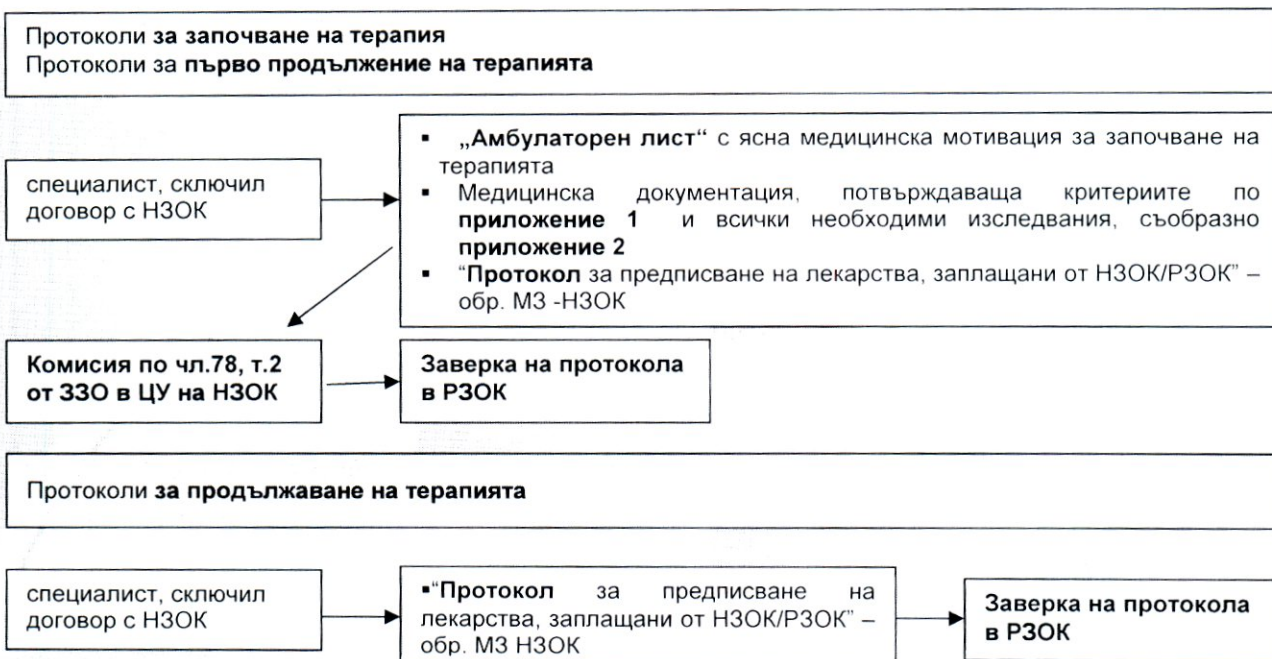 Протоколи за започване на терапия
Протоколи за първо продължение на терапията
специалист, сключил
договор с НЗОК
▪ „Амбулаторен лист“ с ясна медицинска мотивация за започване на
терапията
▪ Медицинска документация, потвърждаваща критериите по
приложение 1 и всички необходими изследвания, съобразно
приложение 2
▪ “Протокол за предписване на лекарства, заплащани от НЗОК/РЗОК” –
обр. МЗ -НЗОК
Комисия по чл.78, т.2
от ЗЗО в ЦУ на НЗОК
Заверка на протокола
в РЗОК
Протоколи за продължаване на терапията
специалист, сключил
договор с НЗОК
▪“Протокол за предписване на
лекарства, заплащани от НЗОК/РЗОК” –
обр. МЗ НЗОК
Заверка на протокола
в РЗОК